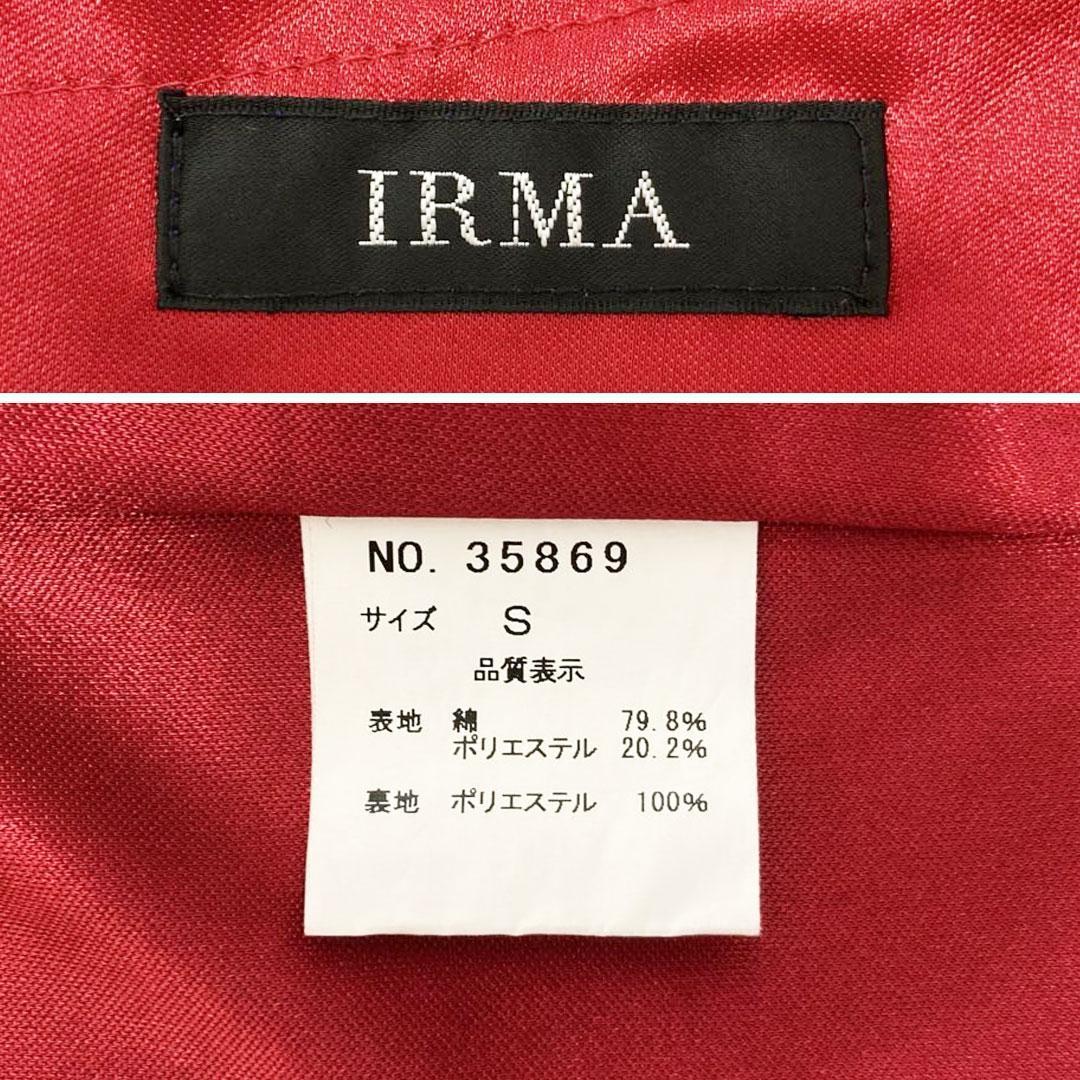 IRMA
NO. 35869
サイズ S
品質表示
表地 綿 79.8%
ポリエステル 20.2%
裏地 ポリエステル 100%